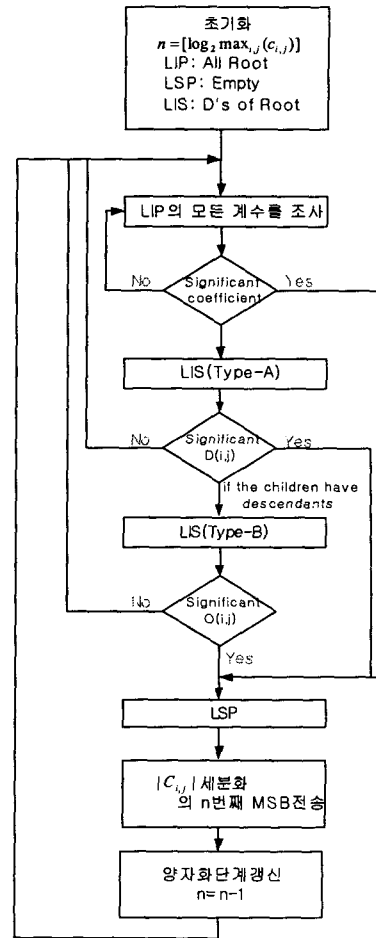 초기화
n = [log₂ max_{i,j}(c_{i,j})]
LIP: All Root
LSP: Empty
LIS: D's of Root
LIP의 모든 계수를 조사
No
Significant
coefficient
Yes
LIS(Type-A)
No
Significant
D(i,j)
Yes
if the children have
descendants
LIS(Type-B)
No
Significant
O(i,j)
Yes
LSP
|C_{i,j}|세분화
의 n번째 MSB전송
양자화단계갱신
n=n-1